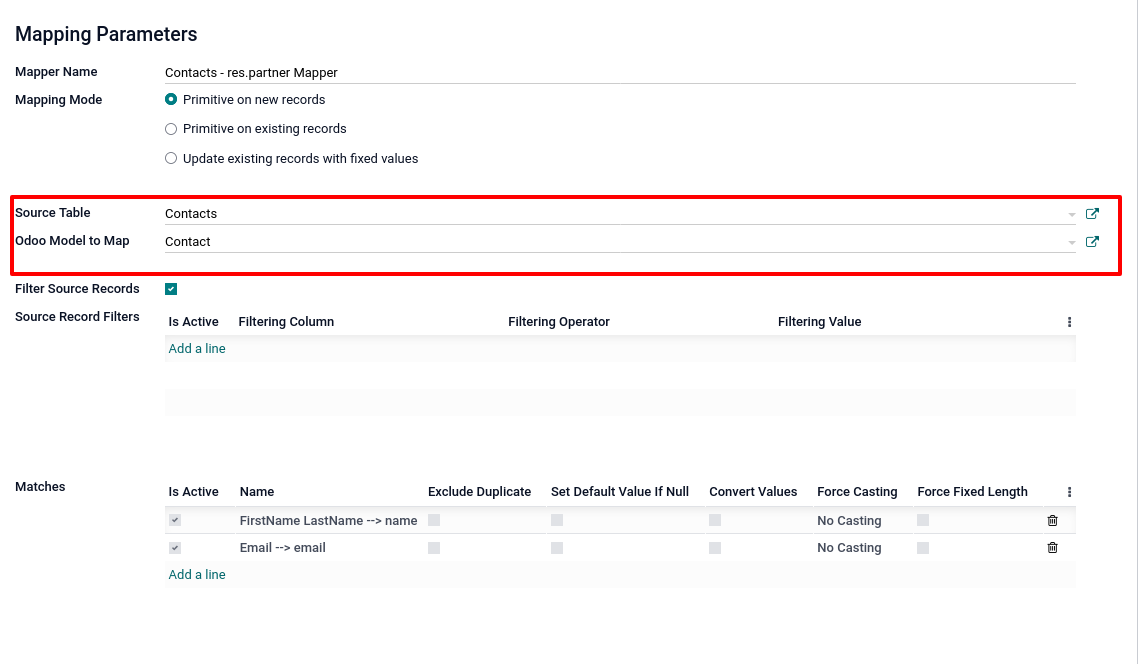 Mapping Parameters
Mapper Name Contacts - res.partner Mapper
Mapping Mode Primitive on new records
Primitive on existing records
Update existing records with fixed values
Source Table Contacts
Odoo Model to Map Contact
Filter Source Records
Source Record Filters Is Active Filtering Column Filtering Operator Filtering Value
Add a line
Matches Is Active Name Exclude Duplicate Set Default Value If Null Convert Values Force Casting Force Fixed Length
FirstName LastName --> name No Casting
Email --> email No Casting
Add a line